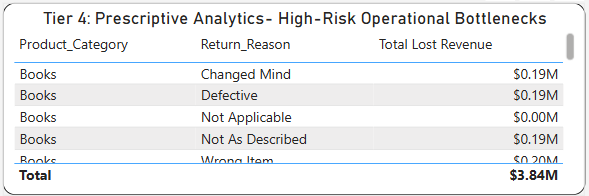 Tier 4: Prescriptive Analytics- High-Risk Operational Bottlenecks
Product_Category Return_Reason Total Lost Revenue
Books Changed Mind $0.19M
Books Defective $0.19M
Books Not Applicable $0.00M
Books Not As Described $0.19M
Books Wrong Item $0.20M
Total $3.84M